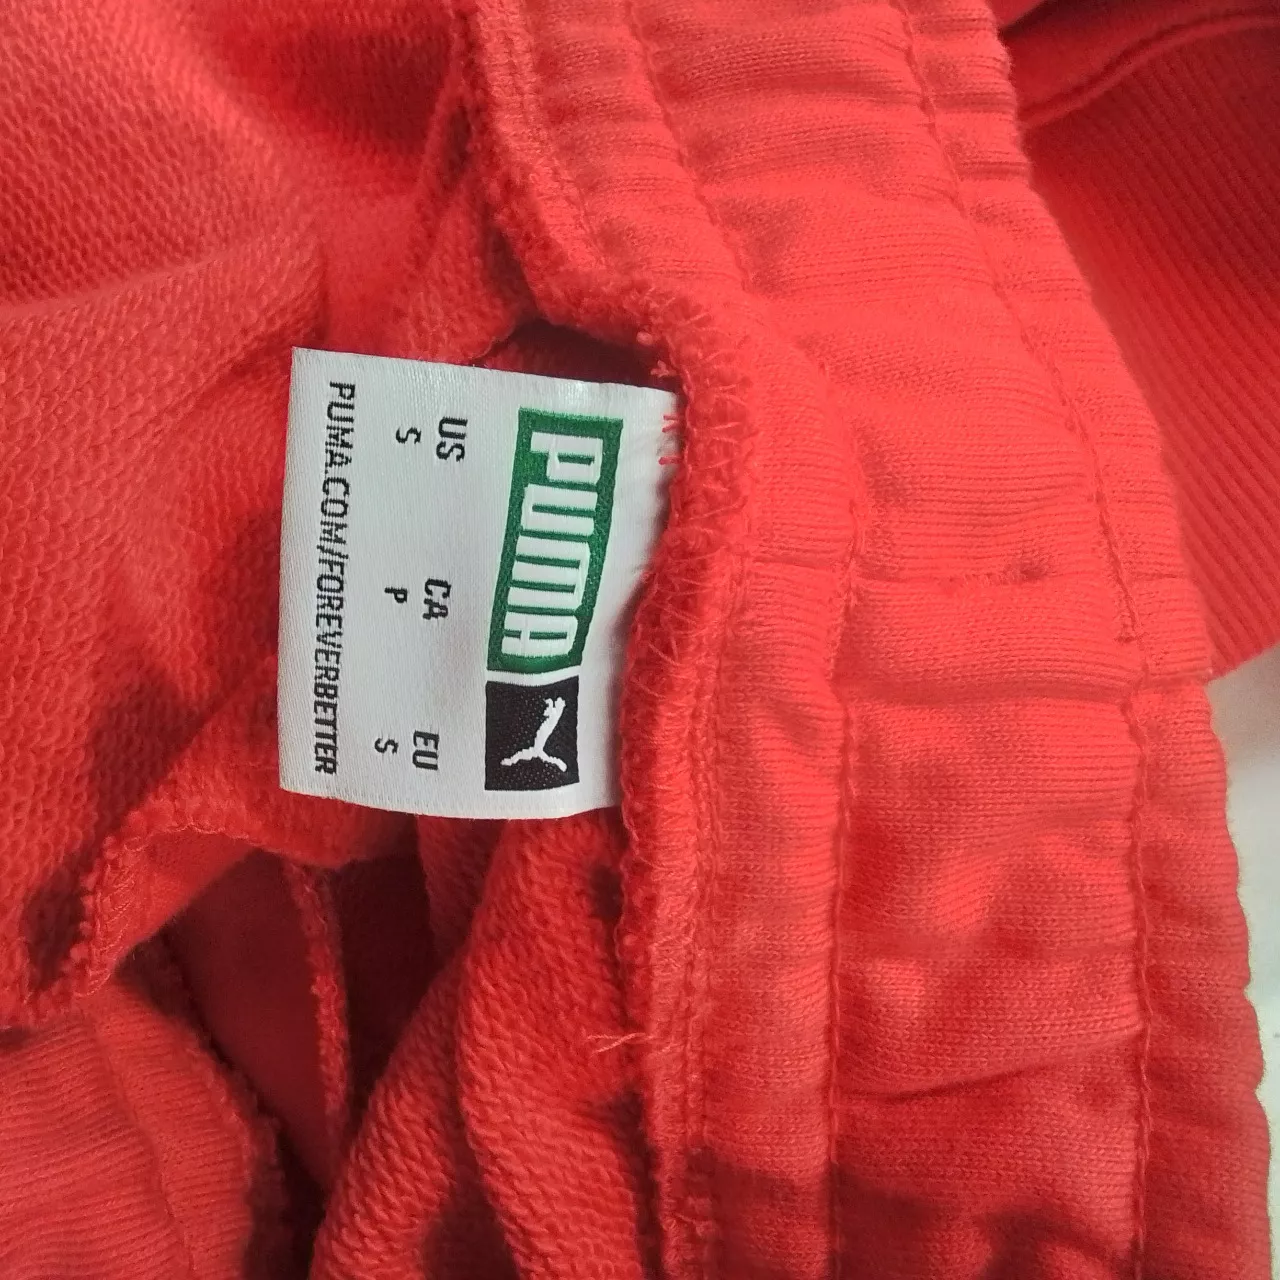 PUMA
US CA EU
S P S
PUMA.COM/FOREVERBETTER